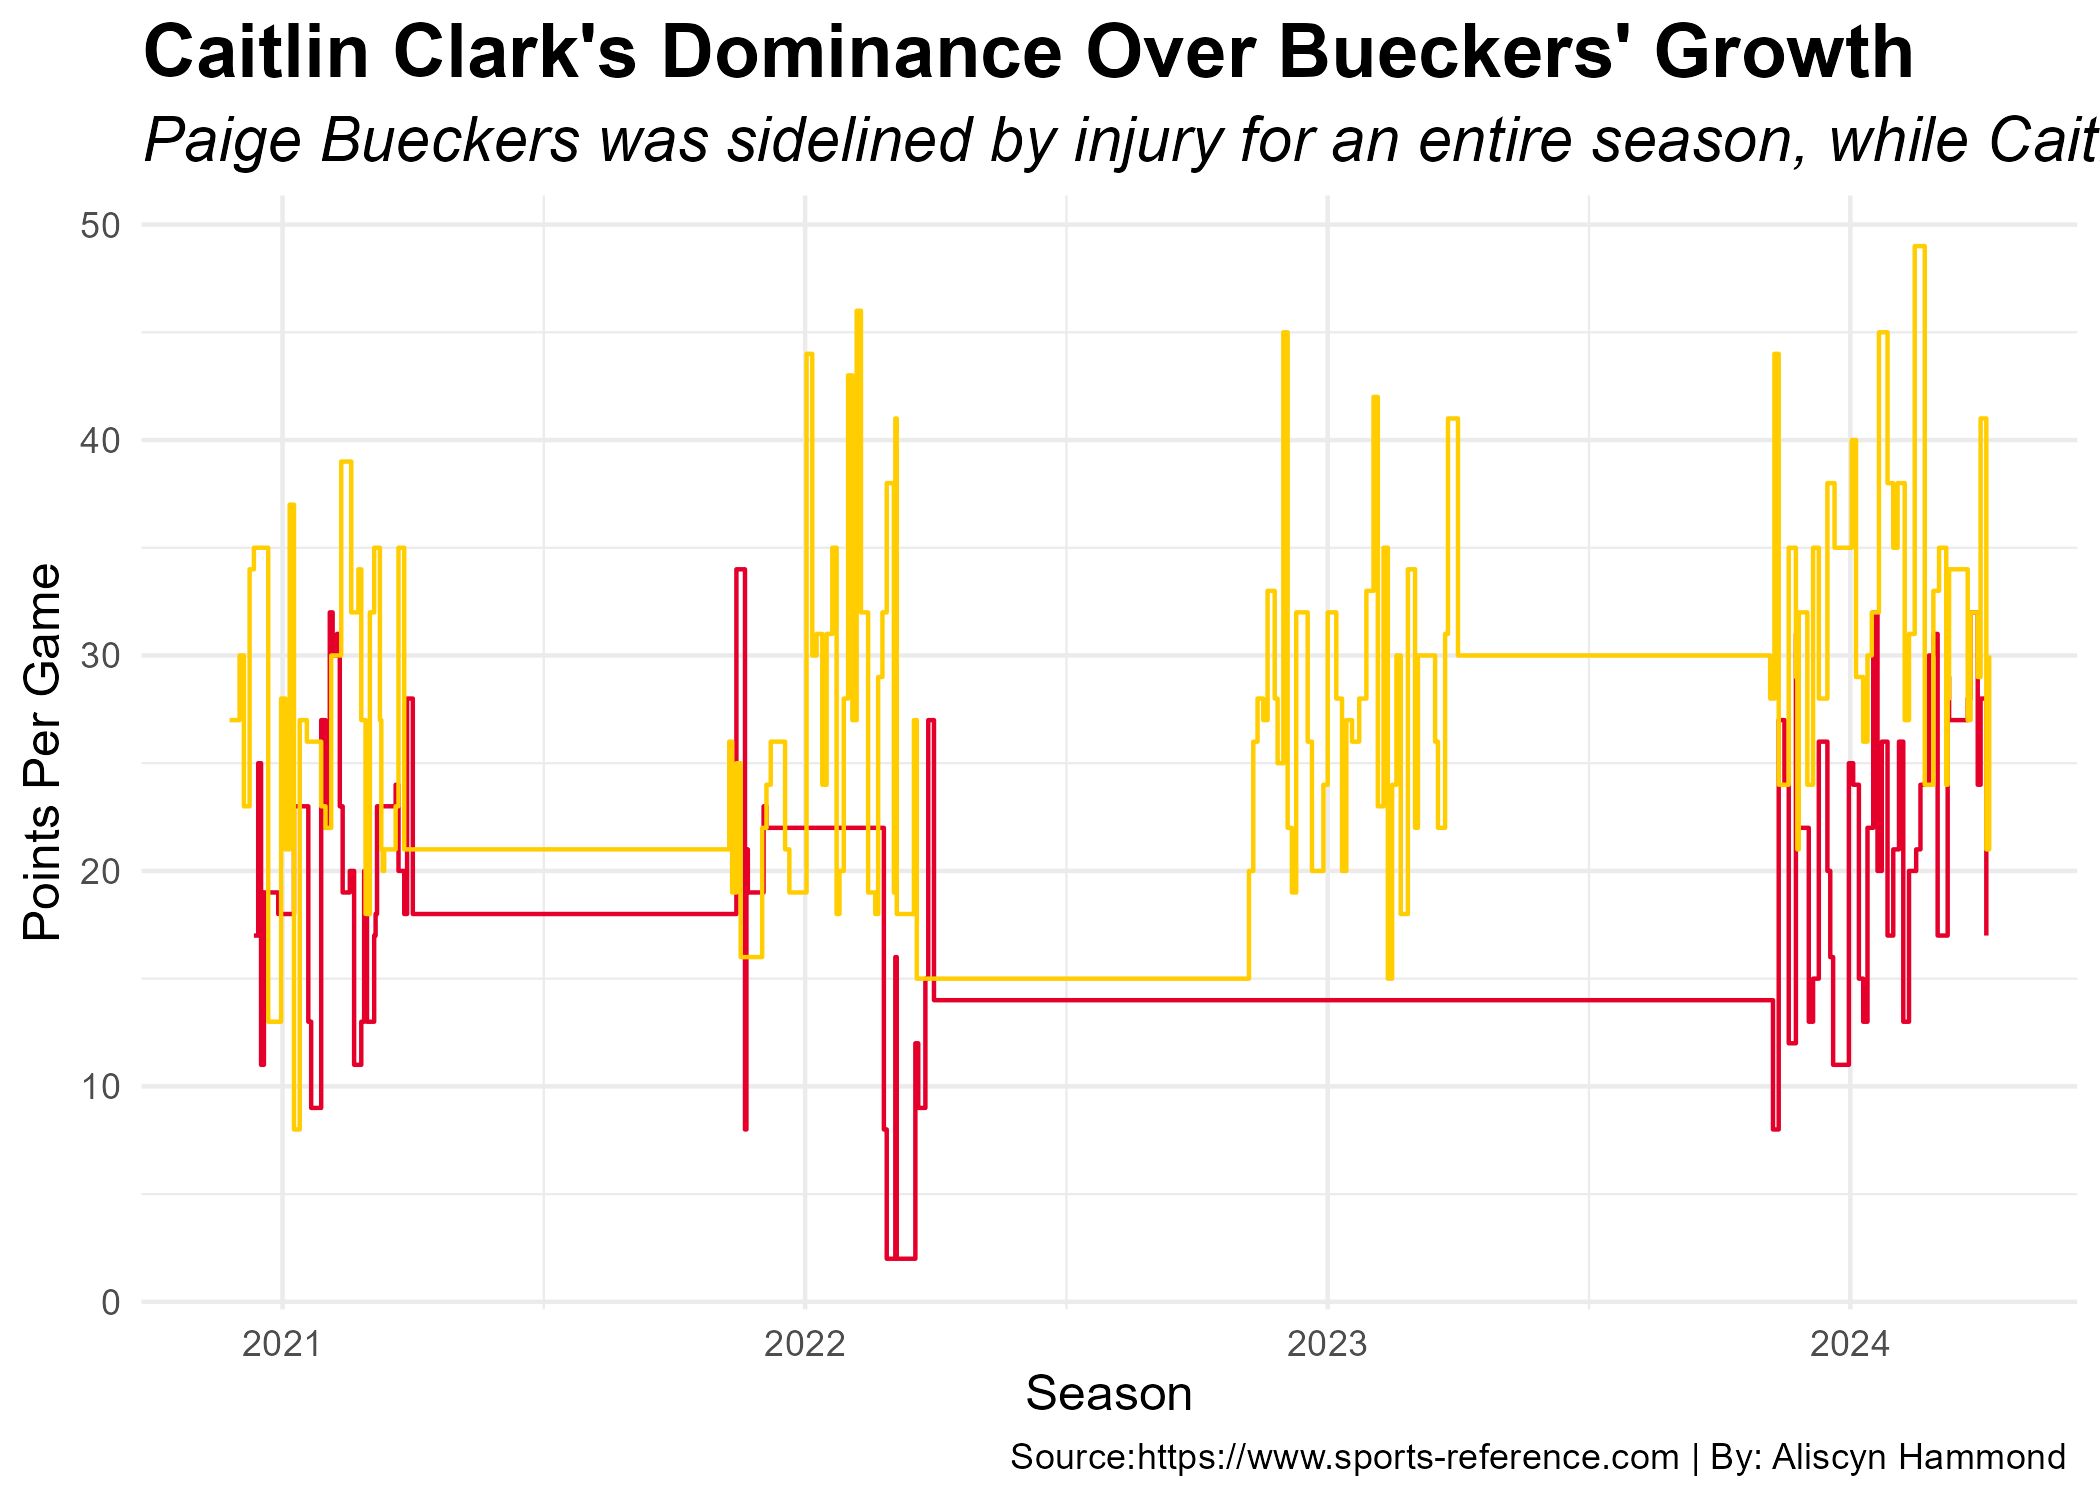 Caitlin Clark's Dominance Over Bueckers' Growth
Paige Bueckers was sidelined by injury for an entire season, while Cait
Points Per Game
50
40
30
20
10
0
2021 2022 2023 2024
Season
Source:https://www.sports-reference.com | By: Aliscyn Hammond